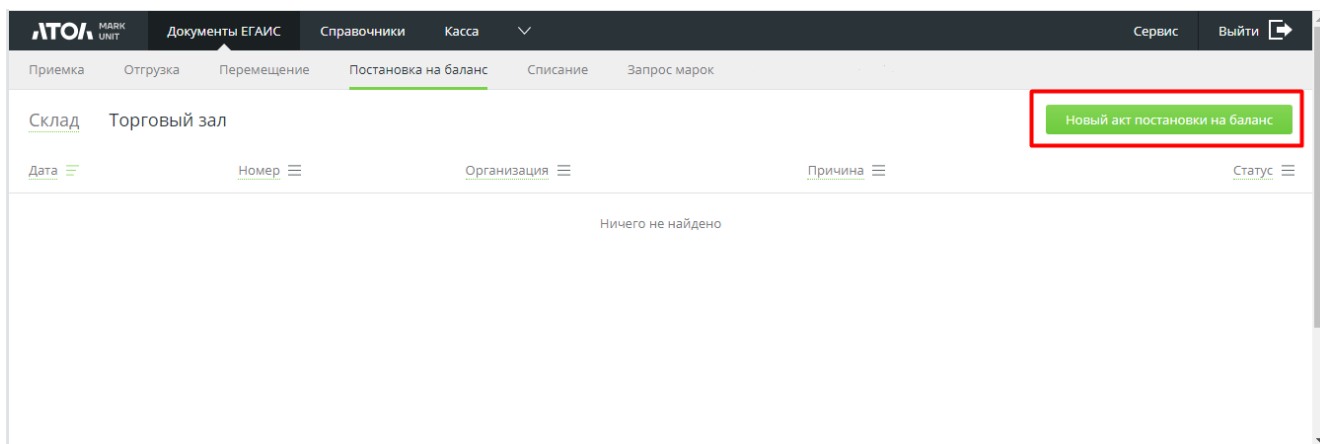 АТОЛ MARK UNIT Документы ЕГАИС Справочники Касса Сервис Выйти
Приемка Отгрузка Перемещение Постановка на баланс Списание Запрос марок
Склад Торговый зал Новый акт постановки на баланс
Дата Номер Организация Причина Статус
Ничего не найдено